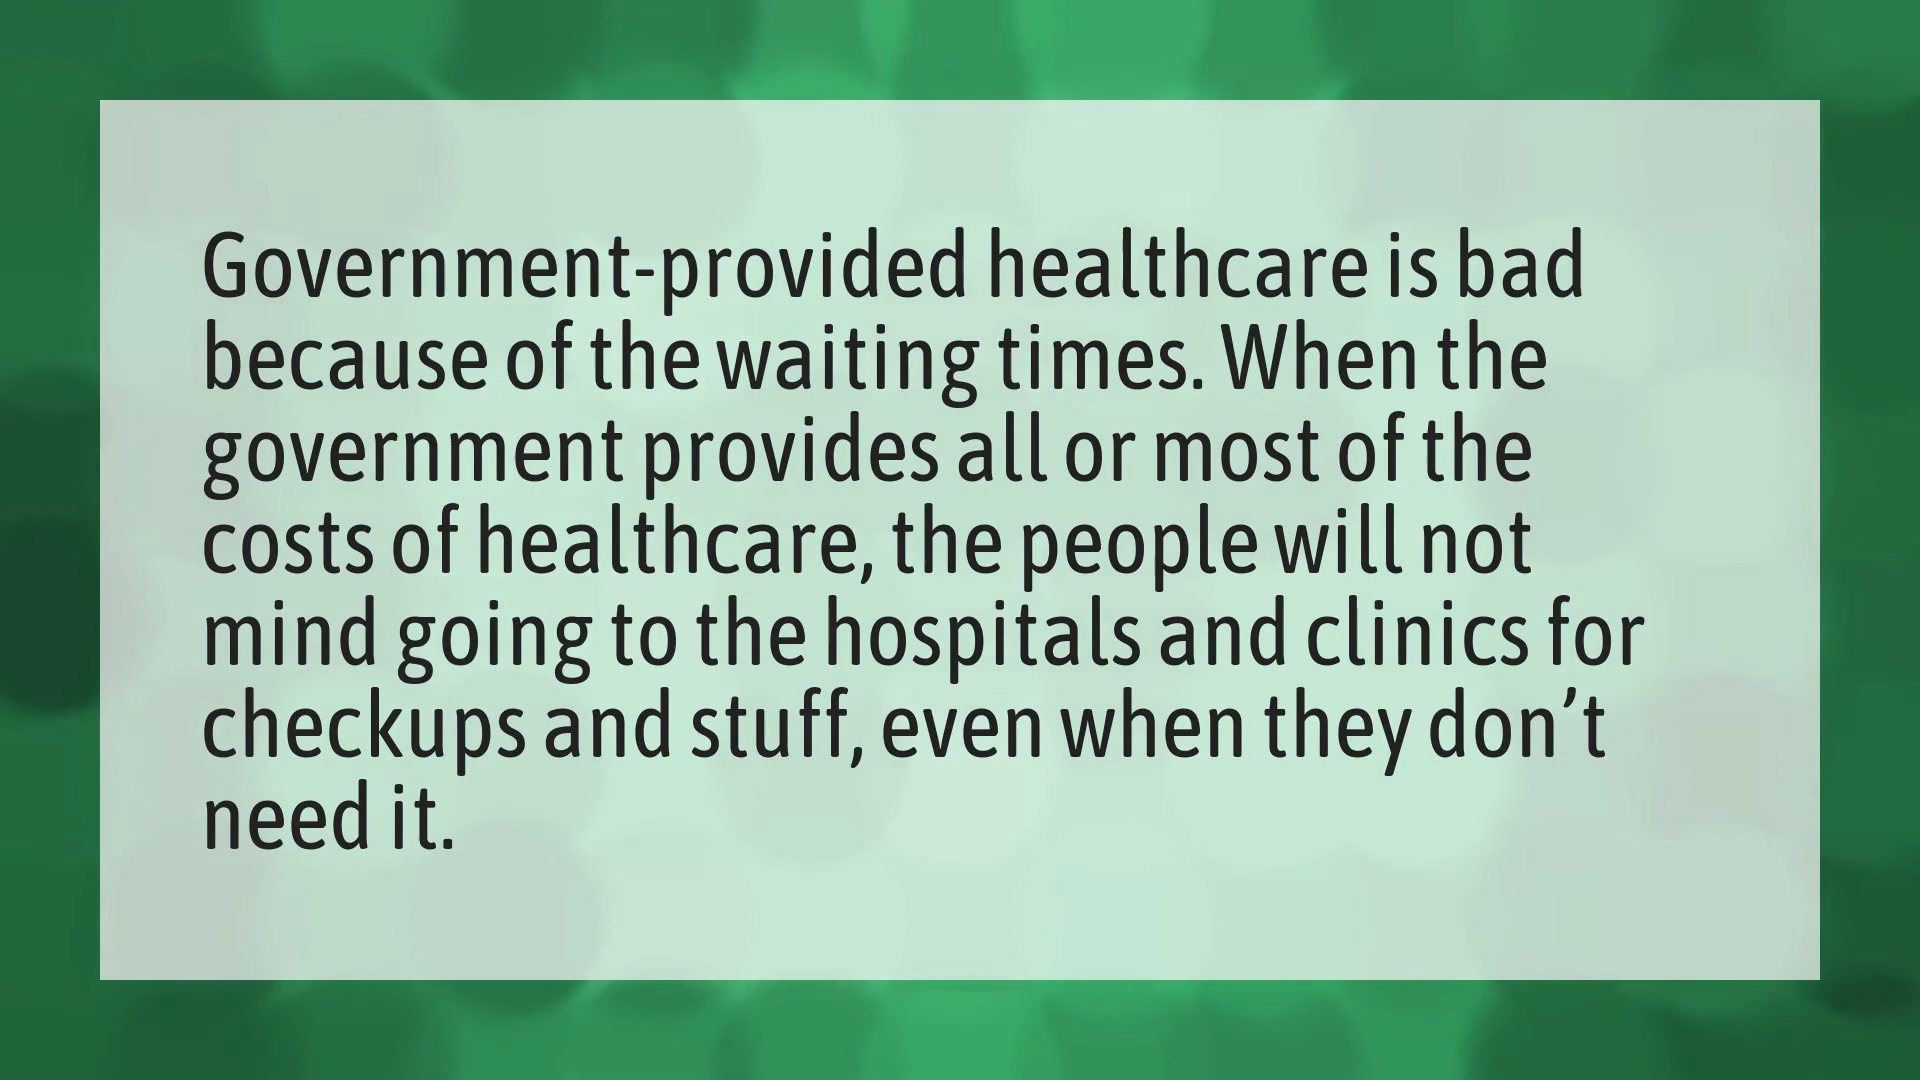 Government-provided healthcare is bad
because of the waiting times. When the
government provides all or most of the
costs of healthcare, the people will not
mind going to the hospitals and clinics for
checkups and stuff, even when they don’t
need it.